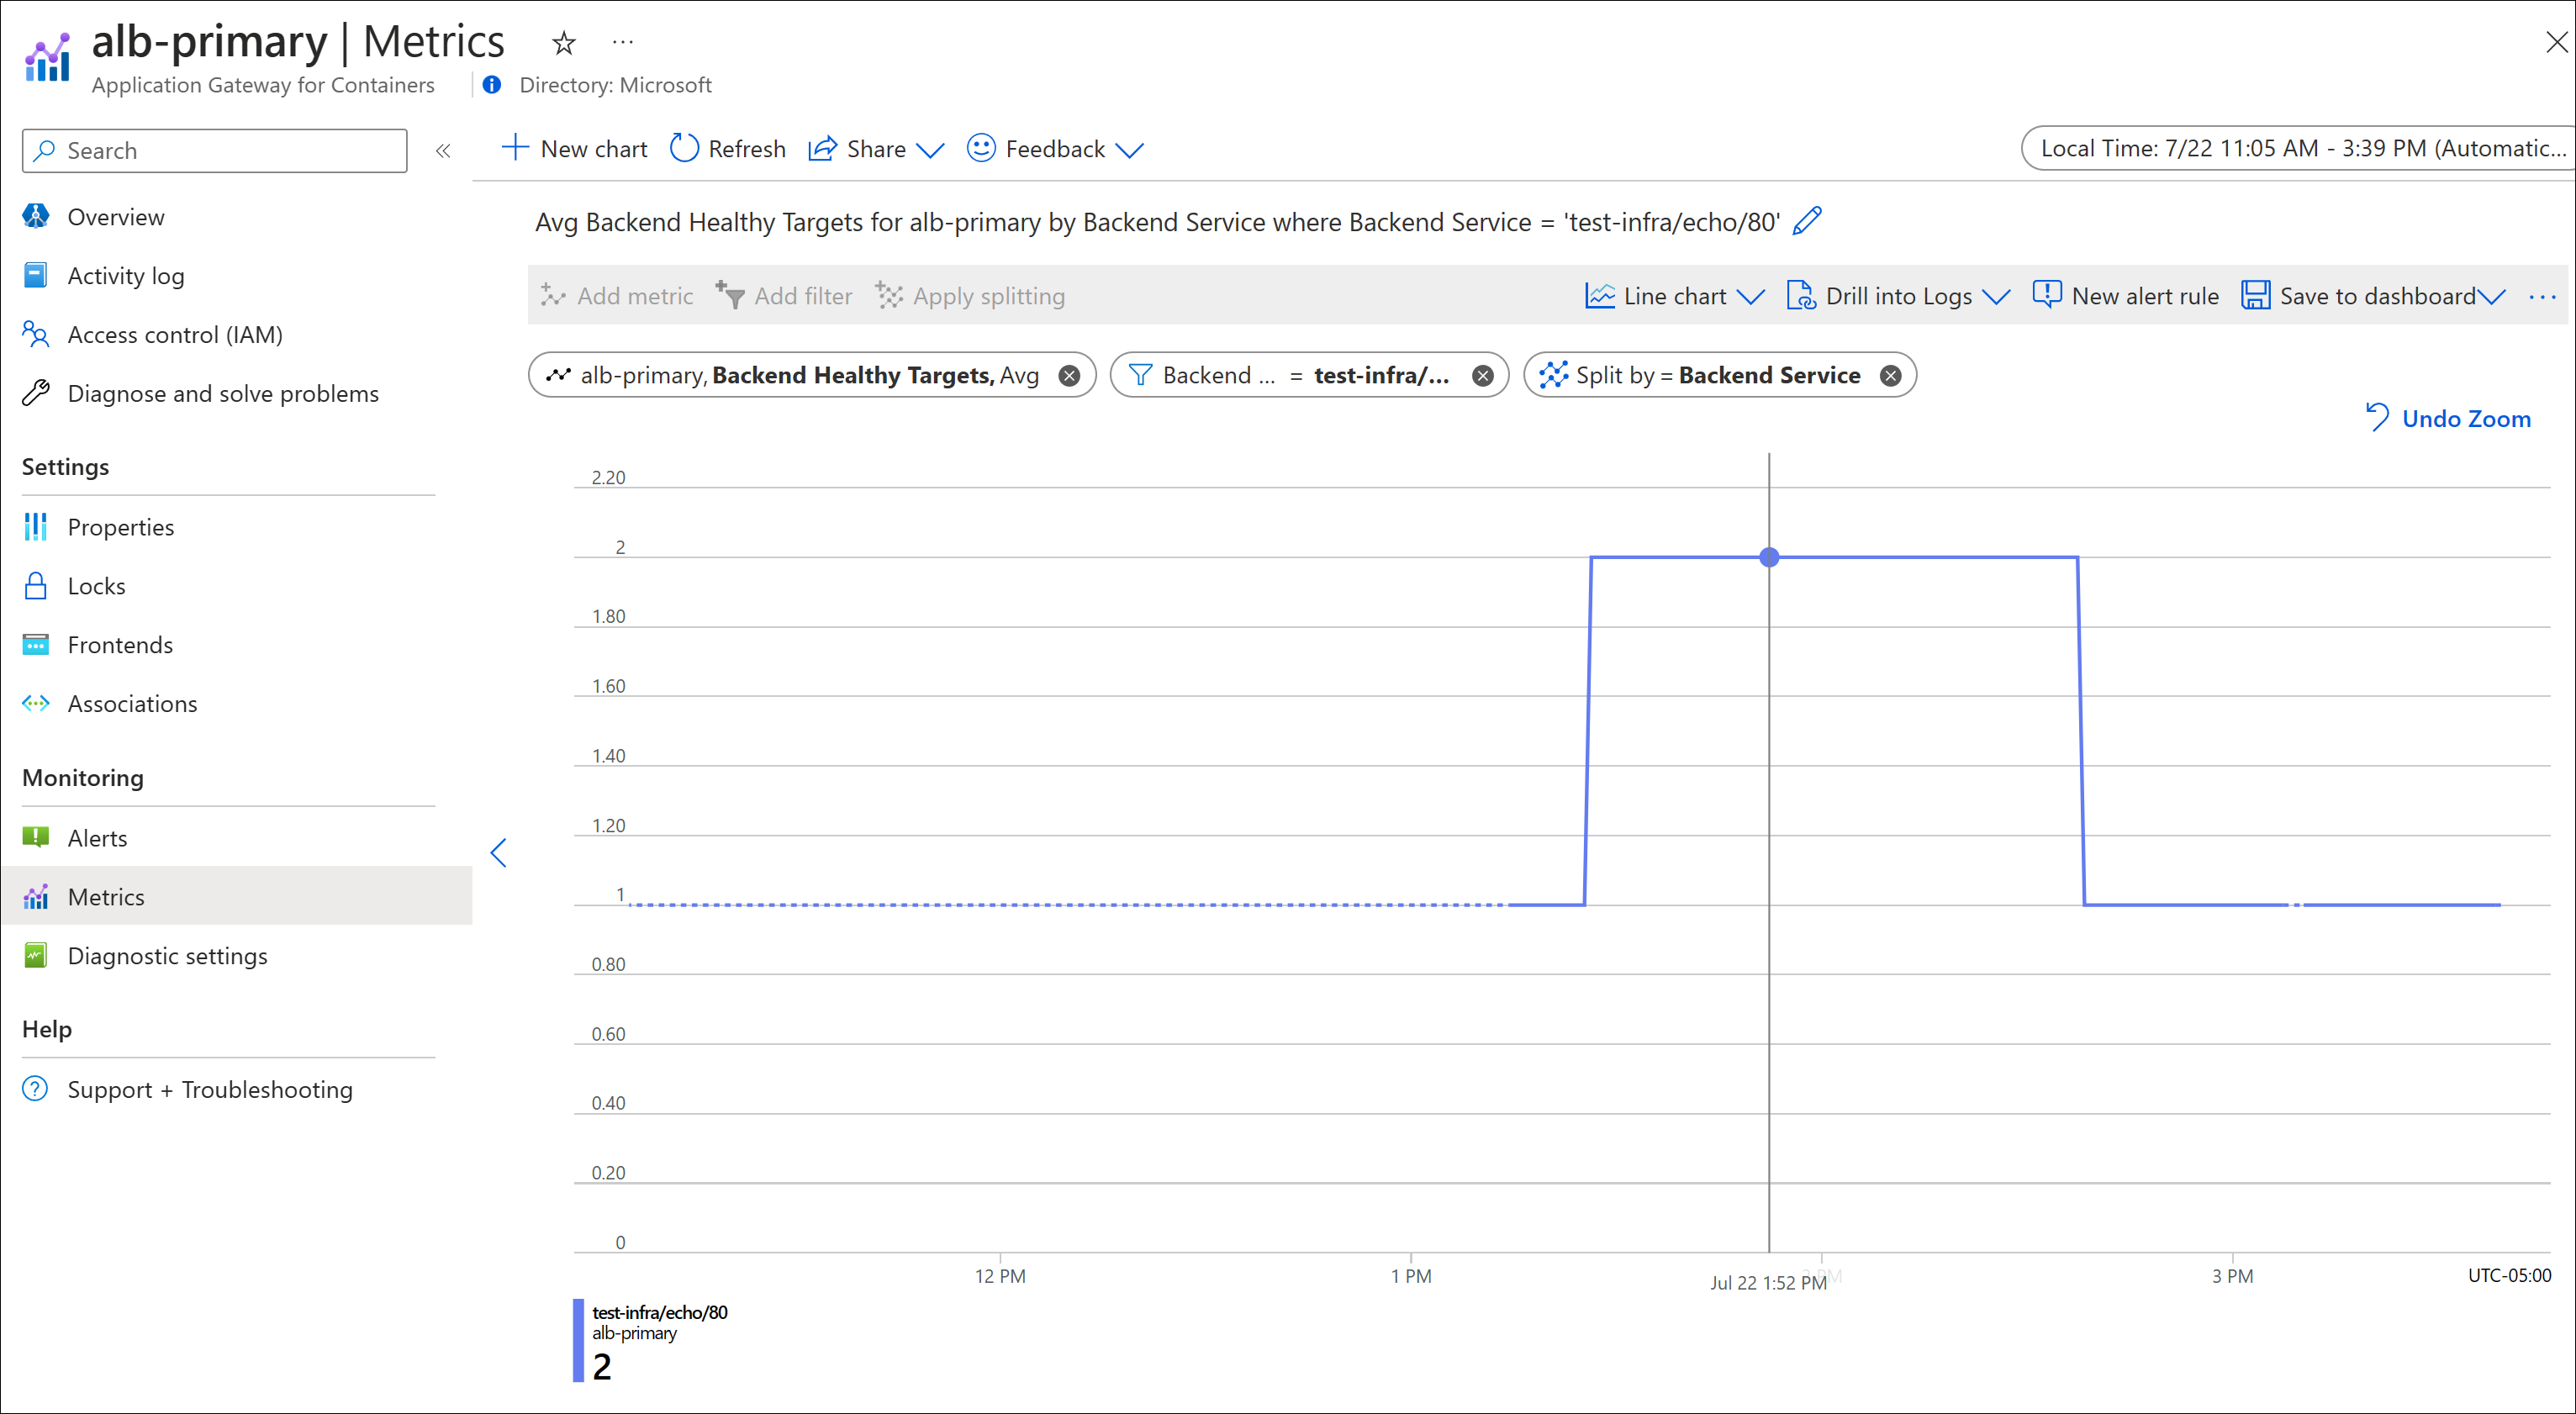 alb-primary | Metrics
Application Gateway for Containers
Directory: Microsoft
Search
Overview
Activity log
Access control (IAM)
Diagnose and solve problems
Settings
Properties
Locks
Frontends
Associations
Monitoring
Alerts
Metrics
Diagnostic settings
Help
Support + Troubleshooting
New chart Refresh Share Feedback
Local Time: 7/22 11:05 AM - 3:39 PM (Automatic...
Avg Backend Healthy Targets for alb-primary by Backend Service where Backend Service = 'test-infra/echo/80'
Add metric Add filter Apply splitting Line chart Drill into Logs New alert rule Save to dashboard ...
alb-primary, Backend Healthy Targets, Avg Backend ... = test-infra/... Split by = Backend Service
Undo Zoom
2.20
2
1.80
1.60
1.40
1.20
1
0.80
0.60
0.40
0.20
0
12 PM 1 PM Jul 22 1:52 PM 2 PM 3 PM UTC-05:00
test-infra/echo/80
alb-primary
2